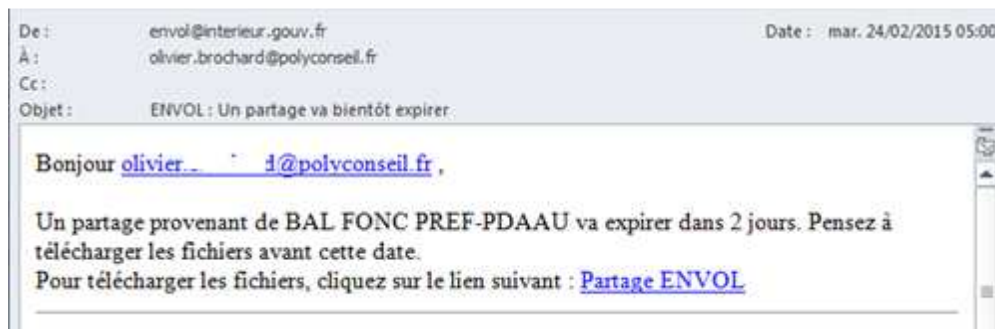 De : envol@interieur.gouv.fr Date : mar. 24/02/2015 05:00
À : olivier.brochard@polyconseil.fr
Cc :
Objet : ENVOL : Un partage va bientôt expirer
Bonjour olivier. d@polyconseil.fr ,
Un partage provenant de BAL FONC PREF-PDAAU va expirer dans 2 jours. Pensez à
télécharger les fichiers avant cette date.
Pour télécharger les fichiers, cliquez sur le lien suivant : Partage ENVOL